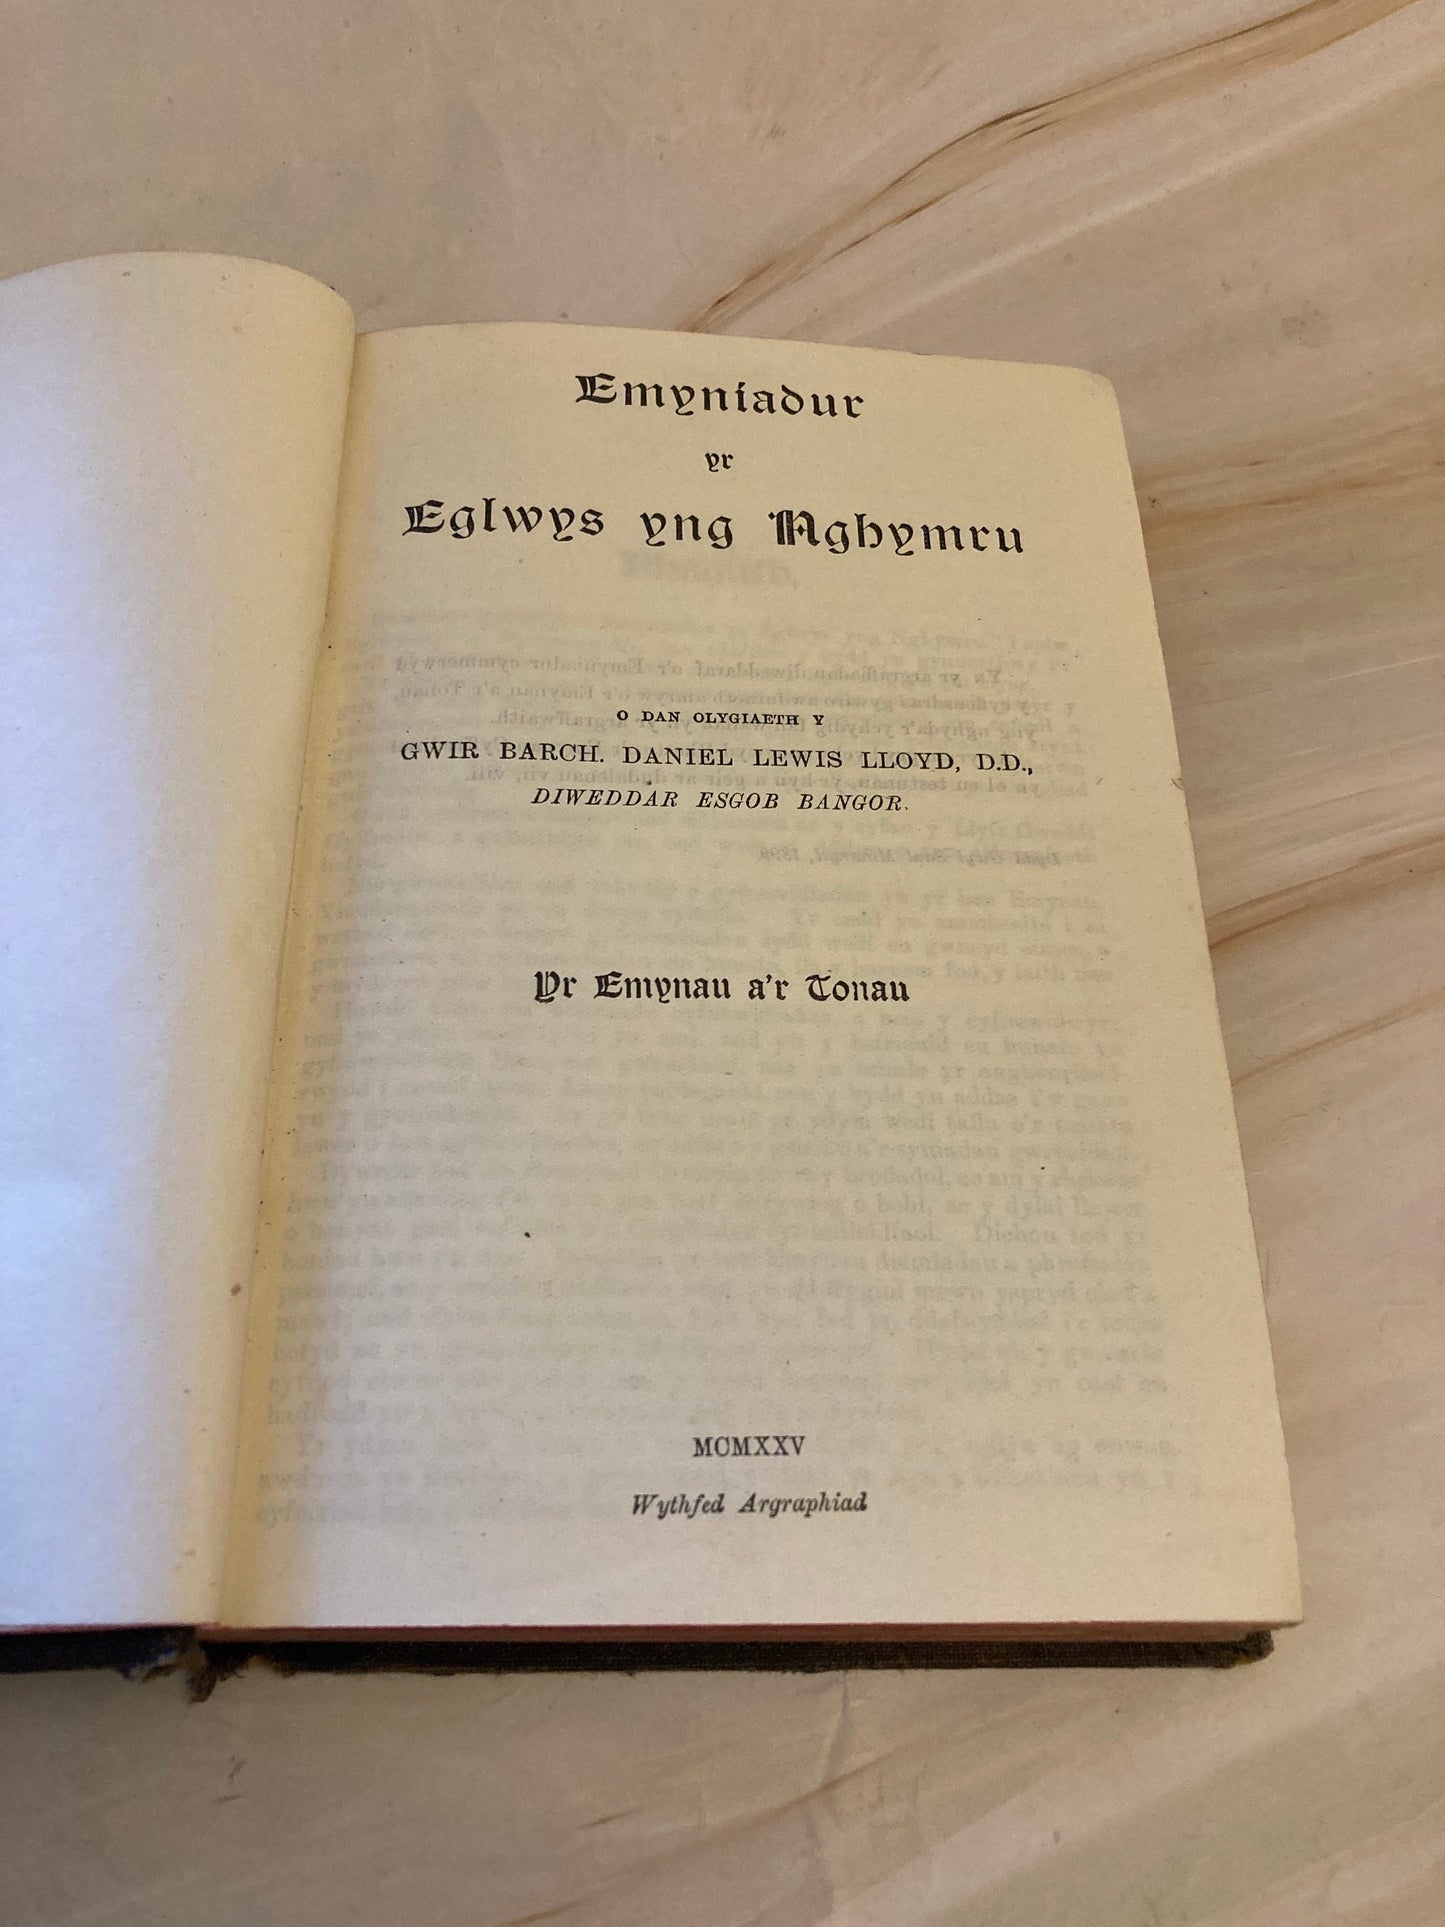 Emyniadur
yr
Eglwys yng Nghymru
O DAN OLYGIAETH Y
GWIR BARCH. DANIEL LEWIS LLOYD, D.D.,
DIWEDDAR ESGOB BANGOR.
Yr Emynau a'r Tonau
MCMXXV
Wythfed Argraphiad